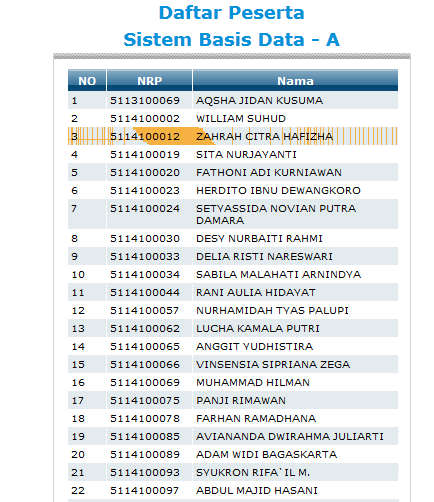 Daftar Peserta
Sistem Basis Data - A
NO NRP Nama
1 5113100069 AQSHA JIDAN KUSUMA
2 5114100002 WILLIAM SUHUD
3 5114100012 ZAHRAH CITRA HAFIZHA
4 5114100019 SITA NURJAYANTI
5 5114100020 FATHONI ADI KURNIAWAN
6 5114100023 HERDITO IBNU DEWANGKORO
7 5114100024 SETYASSIDA NOVIAN PUTRA
DAMARA
8 5114100030 DESY NURBAITI RAHMI
9 5114100033 DELIA RISTI NARESWARI
10 5114100034 SABILA MALAHATI ARNINDYA
11 5114100044 RANI AULIA HIDAYAT
12 5114100057 NURHAMIDAH TYAS PALUPI
13 5114100062 LUCHA KAMALA PUTRI
14 5114100065 ANGGIT YUDHISTIRA
15 5114100066 VINSENSIA SIPRIANA ZEGA
16 5114100069 MUHAMMAD HILMAN
17 5114100075 PANJI RIMAWAN
18 5114100078 FARHAN RAMADHANA
19 5114100085 AVIANANDA DWIRAHMA JULIARTI
20 5114100089 ADAM WIDI BAGASKARTA
21 5114100093 SYUKRON RIFA`IL M.
22 5114100097 ABDUL MAJID HASANI